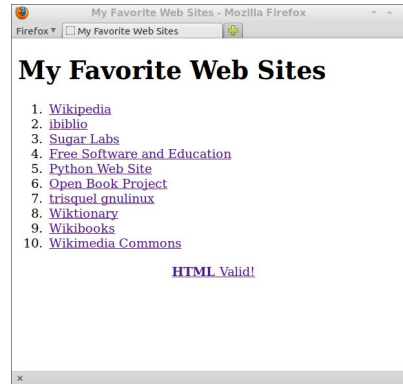 My Favorite Web Sites - Mozilla Firefox
Firefox
My Favorite Web Sites
My Favorite Web Sites
1. Wikipedia
2. ibiblio
3. Sugar Labs
4. Free Software and Education
5. Python Web Site
6. Open Book Project
7. trisquel gnulinux
8. Wiktionary
9. Wikibooks
10. Wikimedia Commons
HTML Valid!